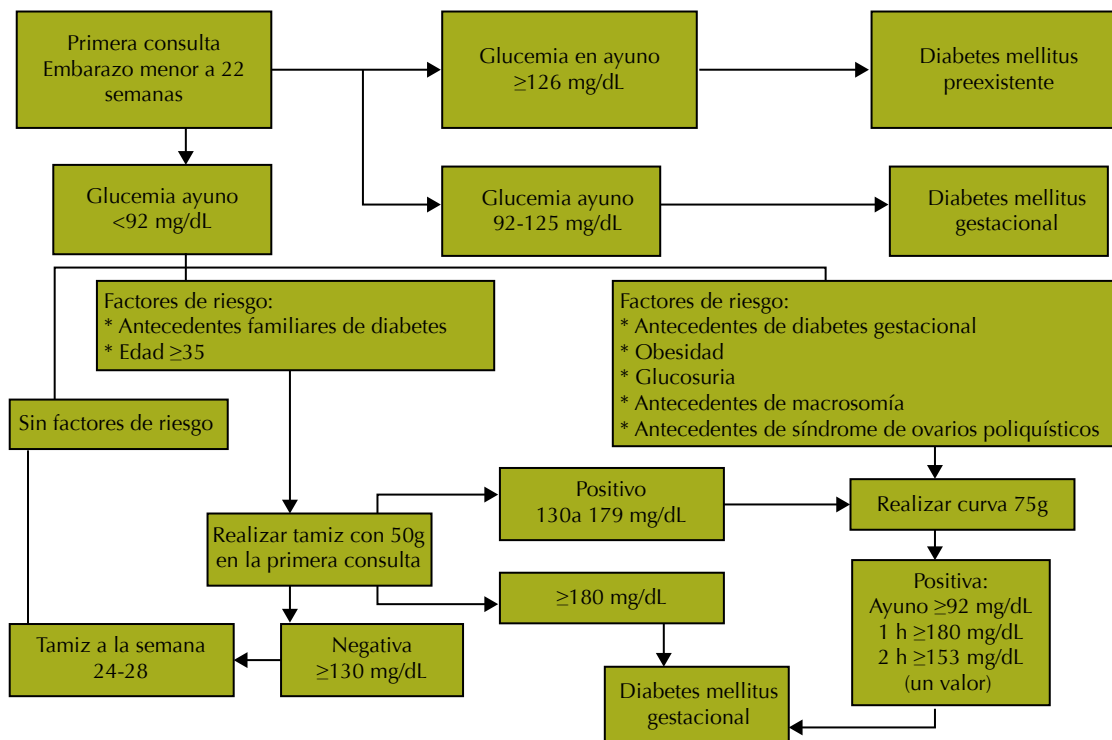 Primera consulta
Embarazo menor a 22
semanas
Glucemia en ayuno
≥126 mg/dL
Diabetes mellitus
preexistente
Glucemia ayuno
<92 mg/dL
Glucemia ayuno
92-125 mg/dL
Diabetes mellitus
gestacional
Factores de riesgo:
* Antecedentes familiares de diabetes
* Edad ≥35
Factores de riesgo:
* Antecedentes de diabetes gestacional
* Obesidad
* Glucosuria
* Antecedentes de macrosomía
* Antecedentes de síndrome de ovarios poliquísticos
Sin factores de riesgo
Positivo
130a 179 mg/dL
Realizar curva 75g
Realizar tamiz con 50g
en la primera consulta
≥180 mg/dL
Positiva:
Ayuno ≥92 mg/dL
1 h ≥180 mg/dL
2 h ≥153 mg/dL
(un valor)
Tamiz a la semana
24-28
Negativa
≥130 mg/dL
Diabetes mellitus
gestacional